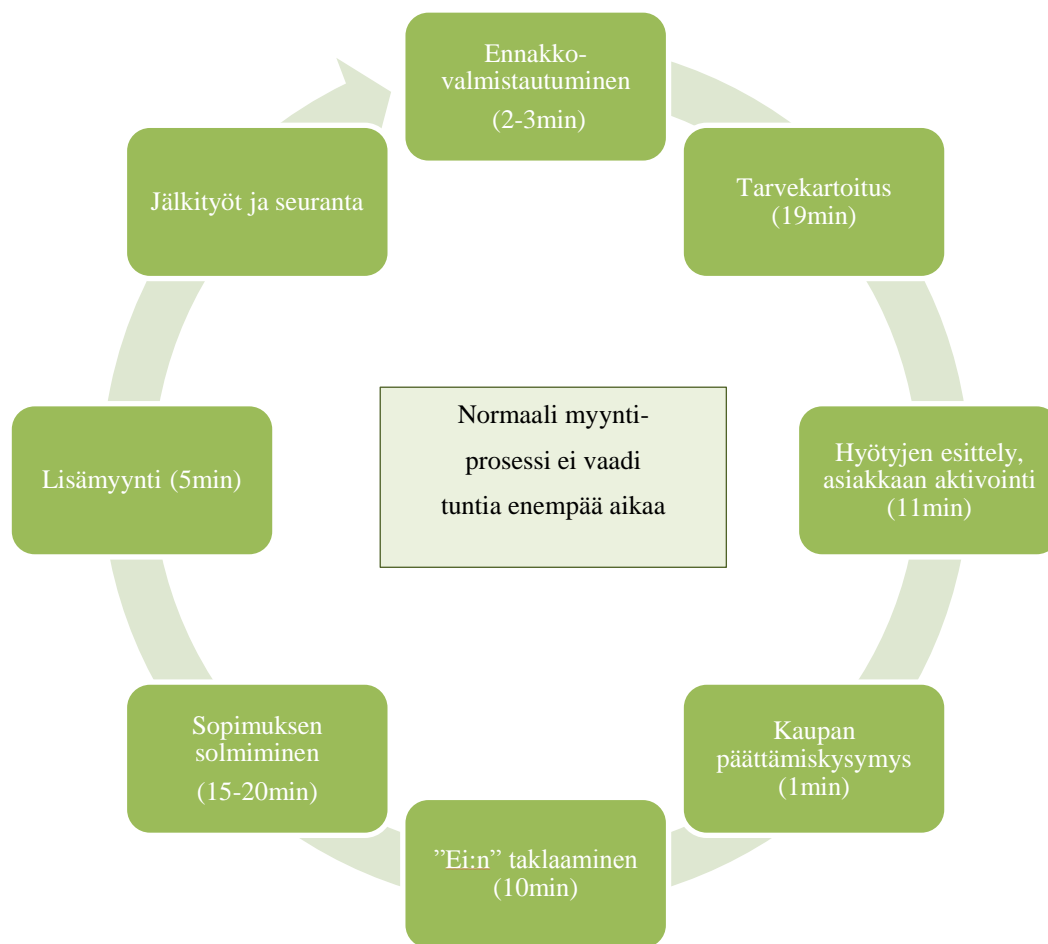 Ennakko-
valmistautuminen
(2-3min)
Tarvekartoitus
(19min)
Hyötyjen esittely,
asiakkaan aktivointi
(11min)
Kaupan
päättämiskysymys
(1min)
”Ei:n” taklaaminen
(10min)
Sopimuksen
solmiminen
(15-20min)
Lisämyynti (5min)
Jälkityöt ja seuranta
Normaali myynti-
prosessi ei vaadi
tuntia enempää aikaa